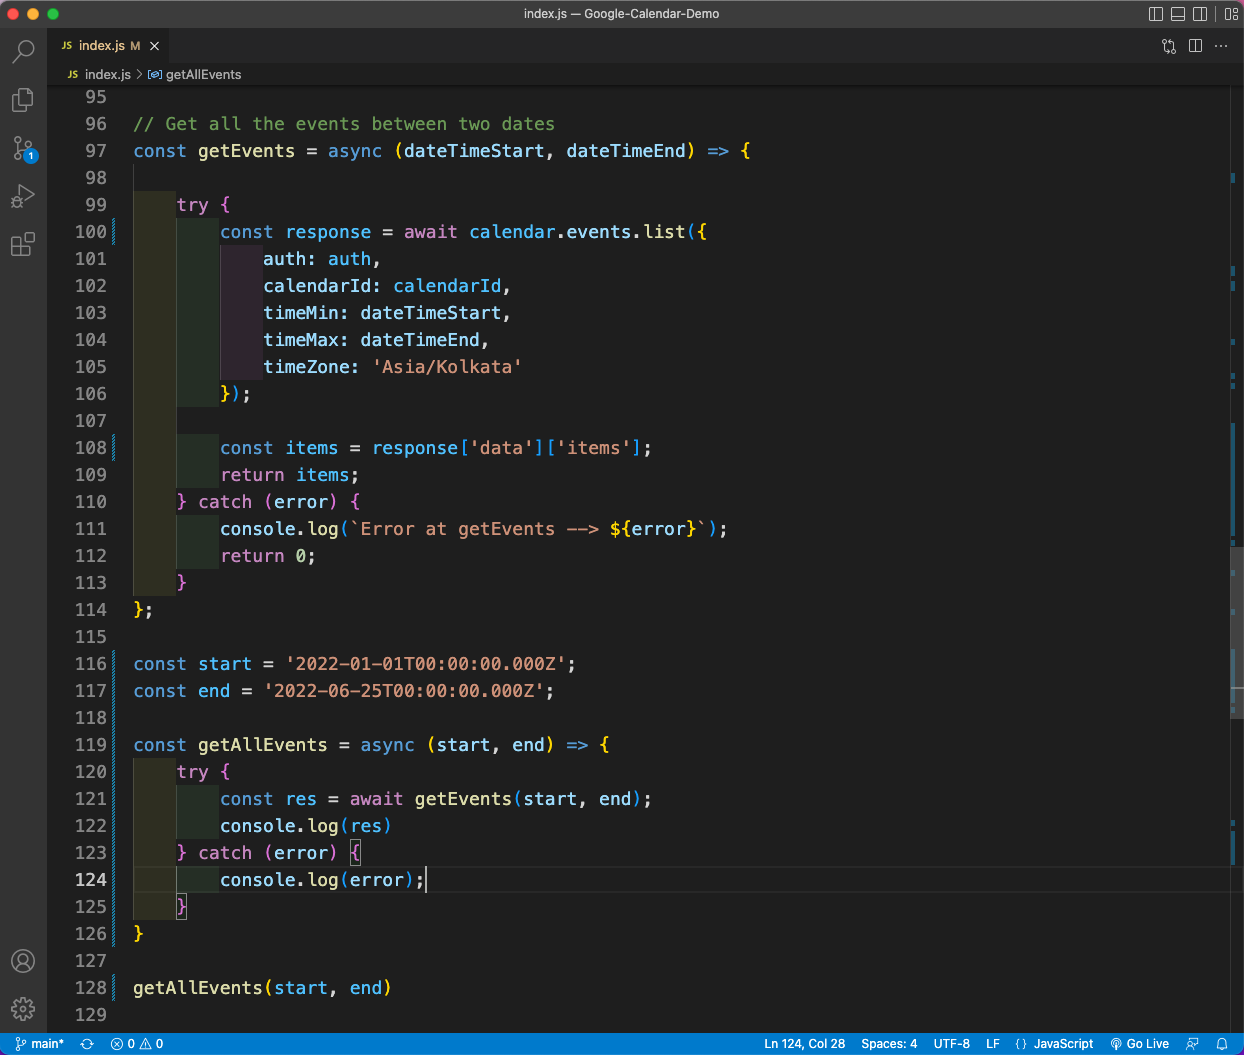 index.js — Google-Calendar-Demo
JS index.js M
JS index.js > getAllEvents
95
96 // Get all the events between two dates
97 const getEvents = async (dateTimeStart, dateTimeEnd) => {
98
99 try {
100 const response = await calendar.events.list({
101 auth: auth,
102 calendarId: calendarId,
103 timeMin: dateTimeStart,
104 timeMax: dateTimeEnd,
105 timeZone: 'Asia/Kolkata'
106 });
107
108 const items = response['data']['items'];
109 return items;
110 } catch (error) {
111 console.log(`Error at getEvents --> ${error}`);
112 return 0;
113 }
114 };
115
116 const start = '2022-01-01T00:00:00.000Z';
117 const end = '2022-06-25T00:00:00.000Z';
118
119 const getAllEvents = async (start, end) => {
120 try {
121 const res = await getEvents(start, end);
122 console.log(res)
123 } catch (error) {
124 console.log(error);
125 }
126 }
127
128 getAllEvents(start, end)
129
1
main* 0 0 Ln 124, Col 28 Spaces: 4 UTF-8 LF {} JavaScript Go Live